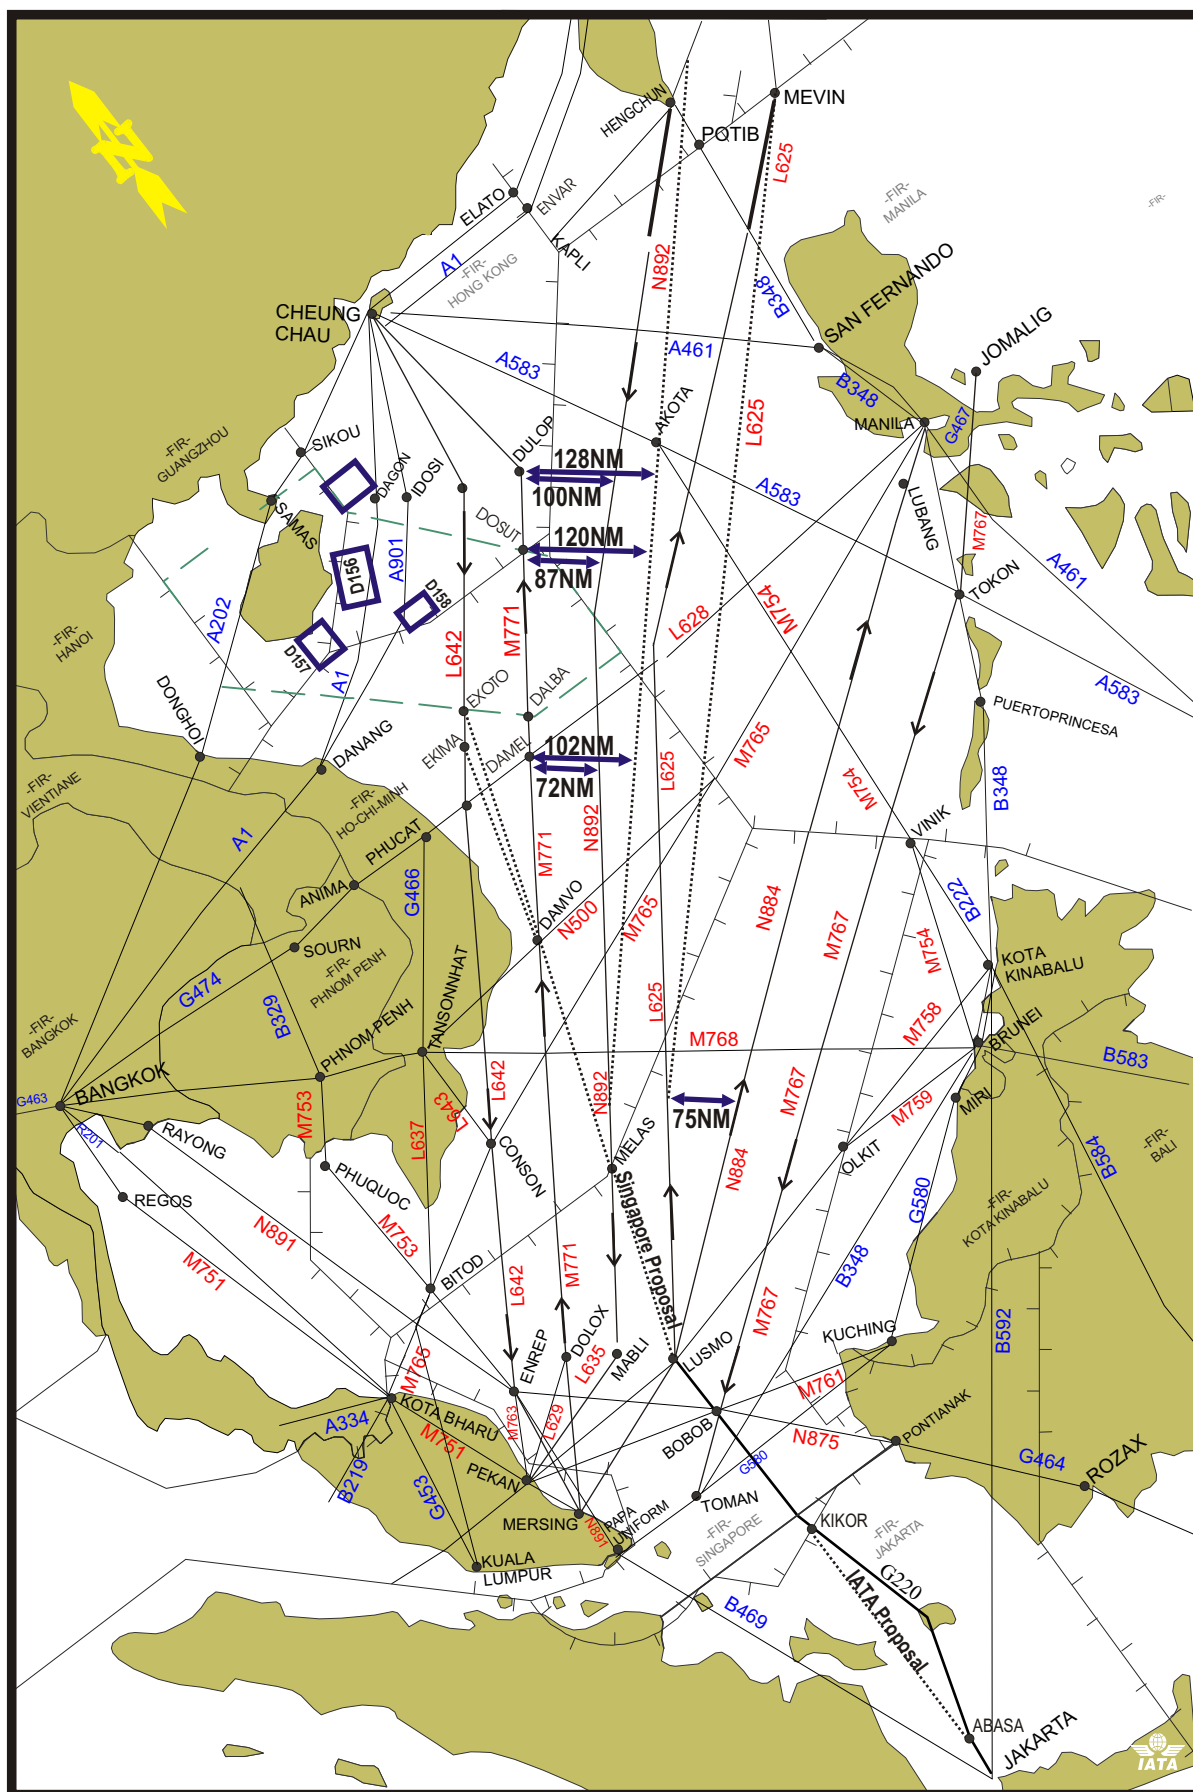 HENGCHUN
MEVIN
PQTIB
L625
-FIR-
MANILA
-FIR-
ELATO
ENVAR
KAPLI
A1
-FIR-
HONG KONG
N892
B348
SAN FERNANDO
CHEUNG
CHAU
A461
A583
JOMALIG
B348
L625
AKOTA
MANILA
G467
-FIR-
GUANGZHOU
SIKOU
DULOP
128NM
100NM
DAGON
IDOSI
A583
LUBANG
SAMAS
DOSUT
120NM
87NM
M767
A461
D156
A901
D158
TOKON
A202
M754
L628
-FIR-
HANOI
D157
L642
M771
A1
A583
DONGHOI
EXOTO
DALBA
PUERTOPRINCESA
DANANG
EKIMA
DAMEL
102NM
72NM
L625
M765
-FIR-
VIENTIANE
-FIR-
HO-CHI-MINH
M754
B348
A1
PHUCAT
N892
M771
VINIK
ANIMA
G466
N884
B222
SOURN
DAMVO
N500
M765
M767
M754
-FIR-
PHNOM PENH
KOTA
KINABALU
G474
B329
L625
-FIR-
BANGKOK
PHNOM PENH
TANSONNHAT
M768
M758
BRUNEI
B583
G463
BANGKOK
L642
N892
M767
M759
MIRI
M753
L643
75NM
R201
RAYONG
L637
CONSON
MELAS
N884
OLKIT
B584
-FIR-
BALI
PHUQUOC
REGOS
Singapore Proposal
G580
-FIR-
KOTA KINABALU
N891
M753
M751
M771
L642
B348
BITOD
M767
B592
DOLOX
ENREP
L635
MABLI
LUSMO
KUCHING
M765
M761
KOTA BHARU
A334
M751
M763
L629
BOBOB
N875
PONTIANAK
G464
ROZAX
B219
G453
PEKAN
G580
TOMAN
MERSING
N891
PAPA
UNIFORM
KIKOR
-FIR-
SINGAPORE
-FIR-
JAKARTA
KUALA
LUMPUR
G220
B469
IATA Proposal
ABASA
JAKARTA
IATA
N